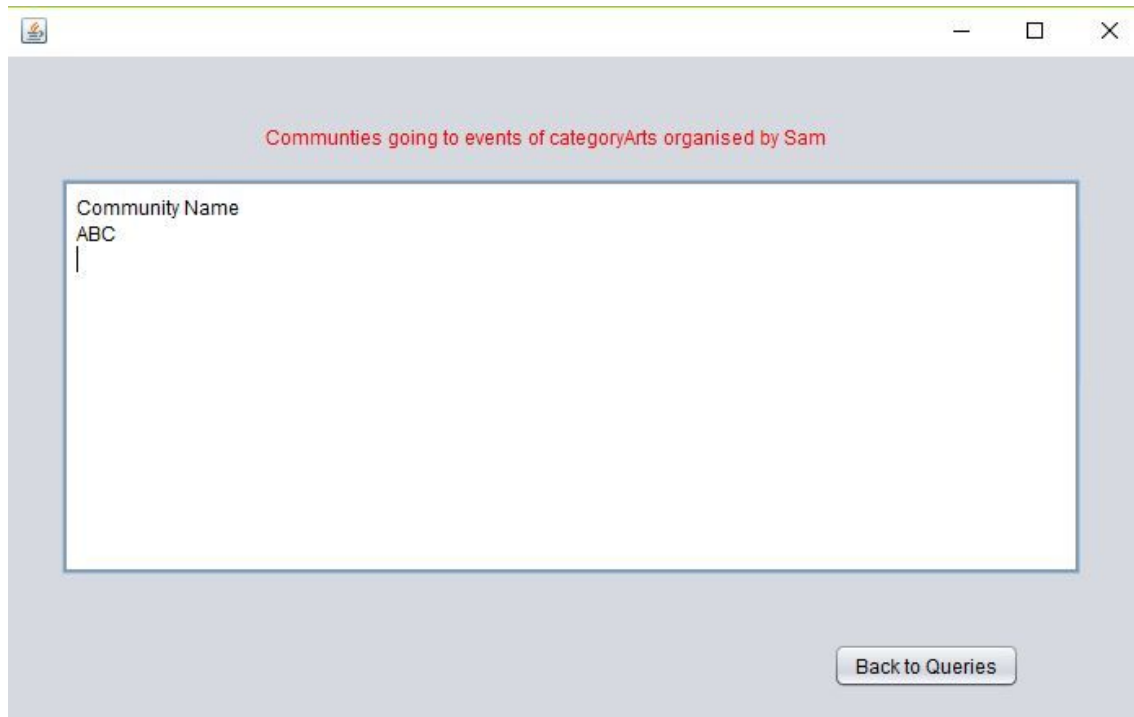 Communties going to events of categoryArts organised by Sam
Community Name
ABC
Back to Queries